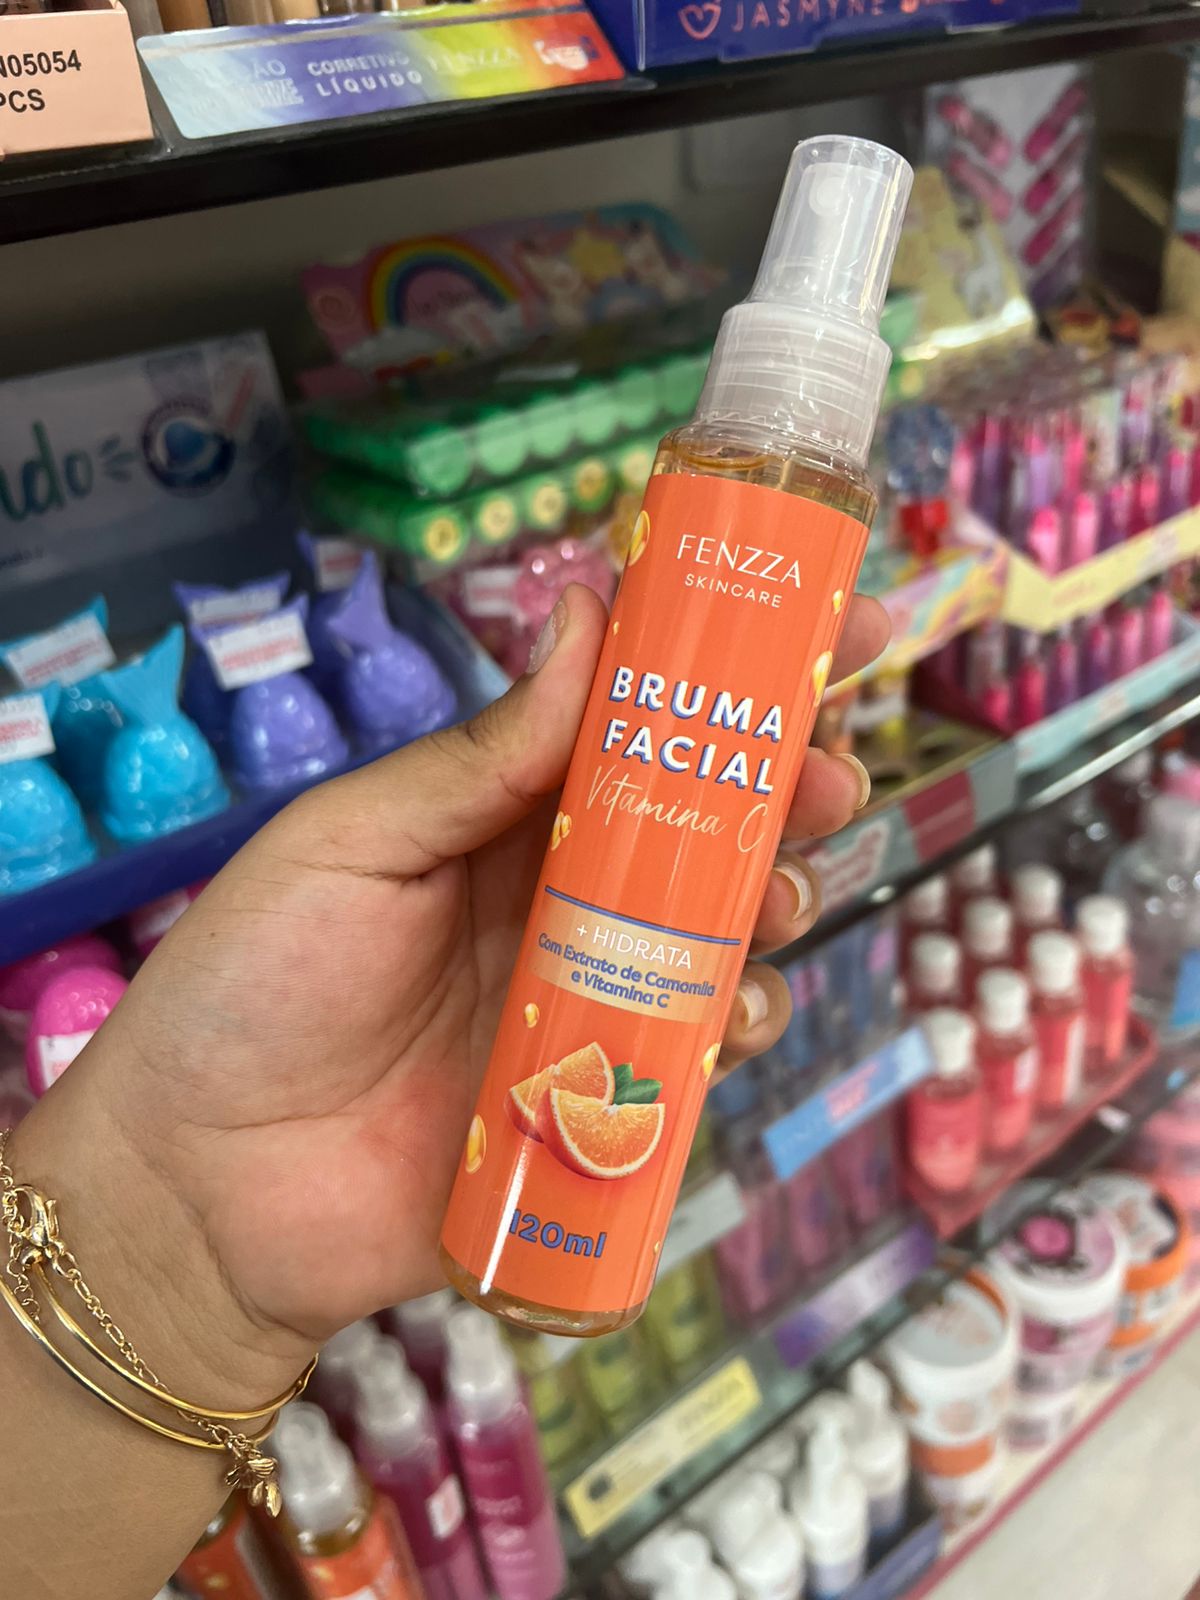 N05054
PCS
CORRETIVO
LÍQUIDO
FENZZA
JASMYNE
FENZZA
SKINCARE
BRUMA
FACIAL
Vitamina C
+ HIDRATA
Com Extrato de Camomila
e Vitamina C
120ml